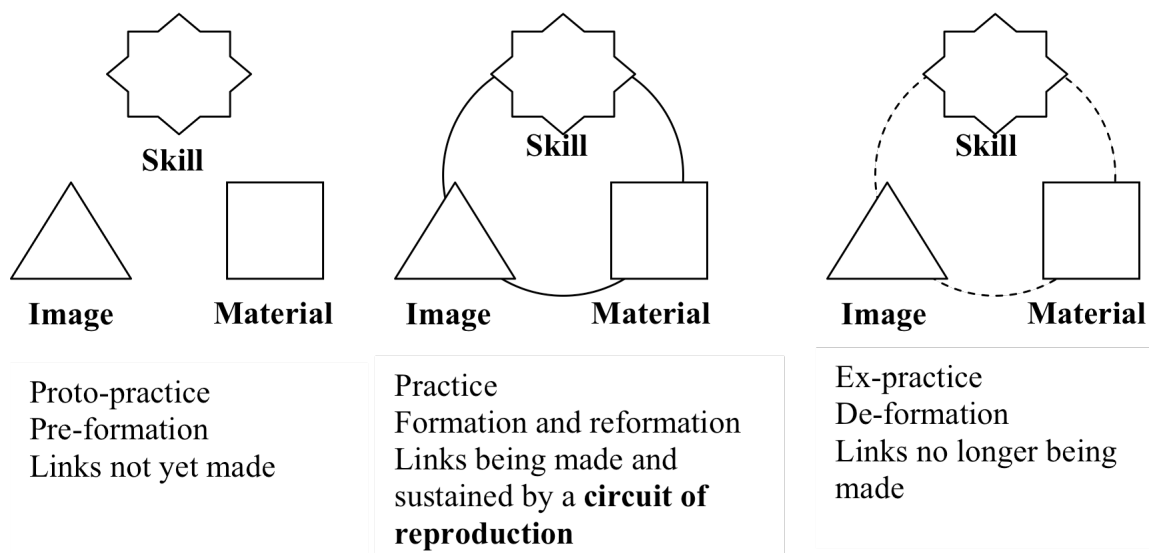 Skill
Image
Material
Proto-practice
Pre-formation
Links not yet made
Skill
Image
Material
Practice
Formation and reformation
Links being made and
sustained by a circuit of
reproduction
Skill
Image
Material
Ex-practice
De-formation
Links no longer being
made